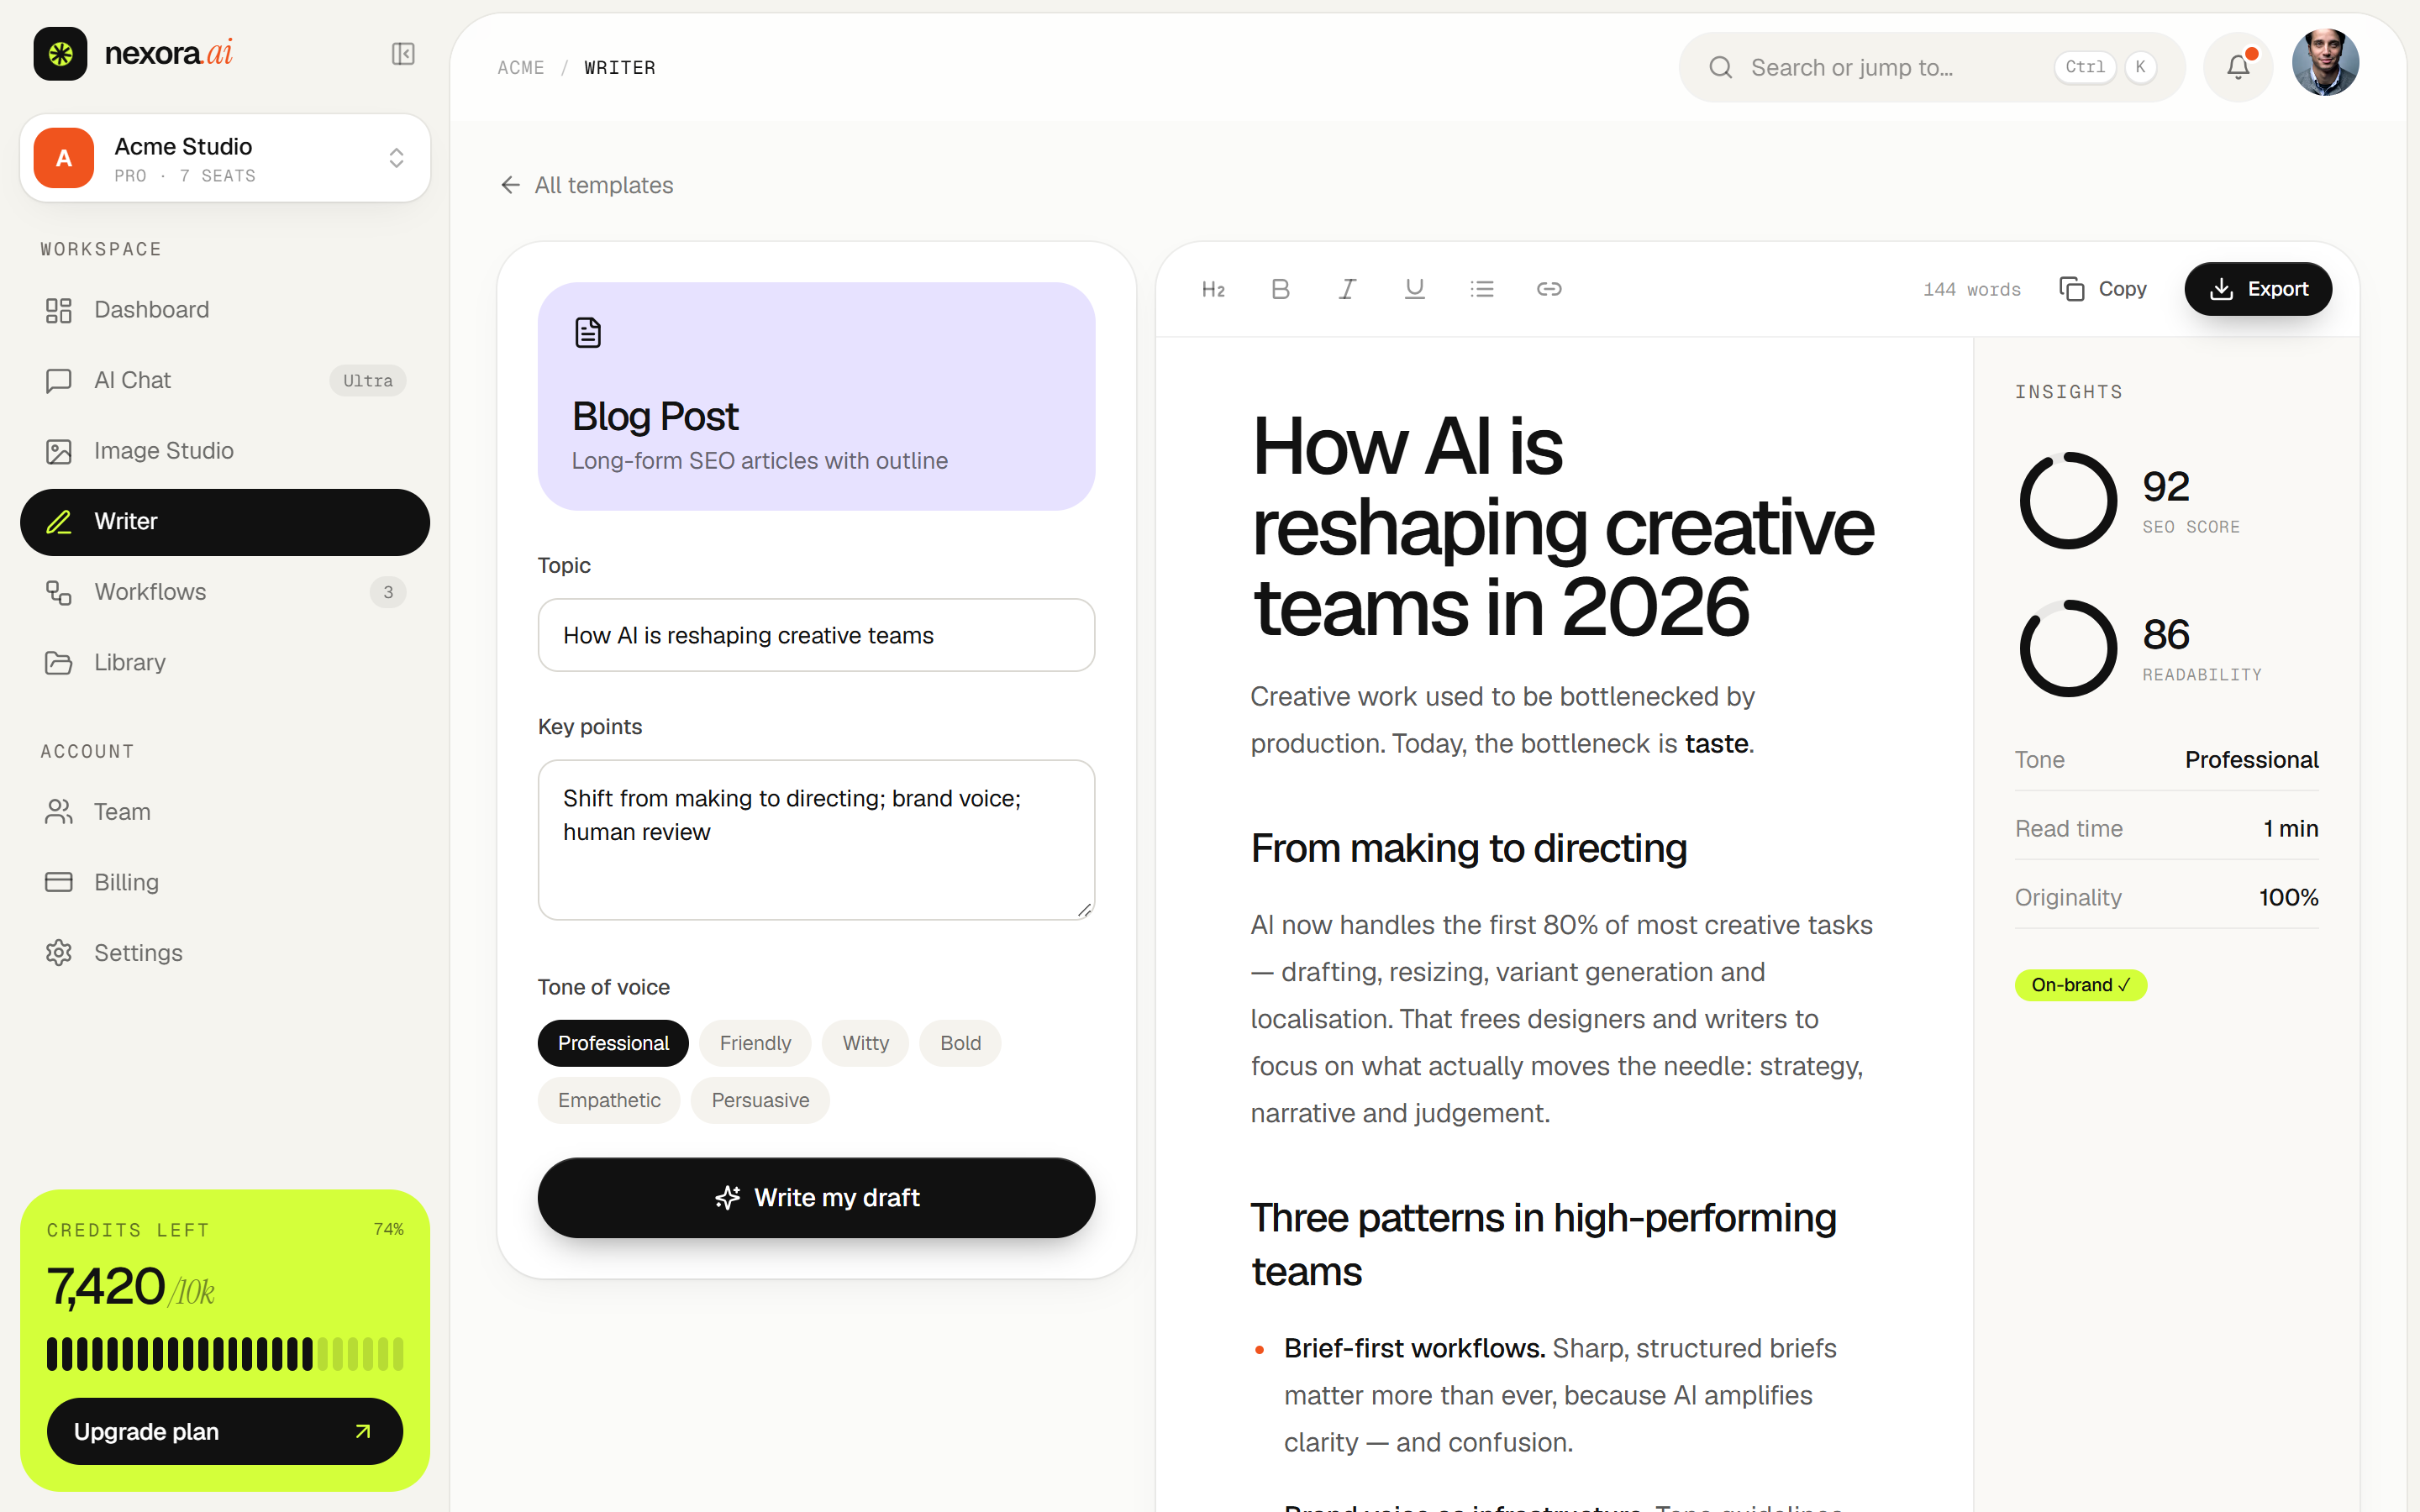 nexora.ai
A
Acme Studio
PRO · 7 SEATS
WORKSPACE
Dashboard
AI Chat
Ultra
Image Studio
Writer
Workflows
3
Library
ACCOUNT
Team
Billing
Settings
CREDITS LEFT
74%
7,420/10k
Upgrade plan
ACME / WRITER
Search or jump to...
Ctrl
K
All templates
Blog Post
Long-form SEO articles with outline
Topic
How AI is reshaping creative teams
Key points
Shift from making to directing; brand voice;
human review
Tone of voice
Professional
Friendly
Witty
Bold
Empathetic
Persuasive
Write my draft
H2
B
I
U
144 words
Copy
Export
How AI is
reshaping creative
teams in 2026
Creative work used to be bottlenecked by
production. Today, the bottleneck is taste.
From making to directing
AI now handles the first 80% of most creative tasks
— drafting, resizing, variant generation and
localisation. That frees designers and writers to
focus on what actually moves the needle: strategy,
narrative and judgement.
Three patterns in high-performing
teams
• Brief-first workflows. Sharp, structured briefs
matter more than ever, because AI amplifies
clarity — and confusion.
Brand voice as infrastructure. Tone guidelines
INSIGHTS
92
SEO SCORE
86
READABILITY
Tone
Professional
Read time
1 min
Originality
100%
On-brand ✓